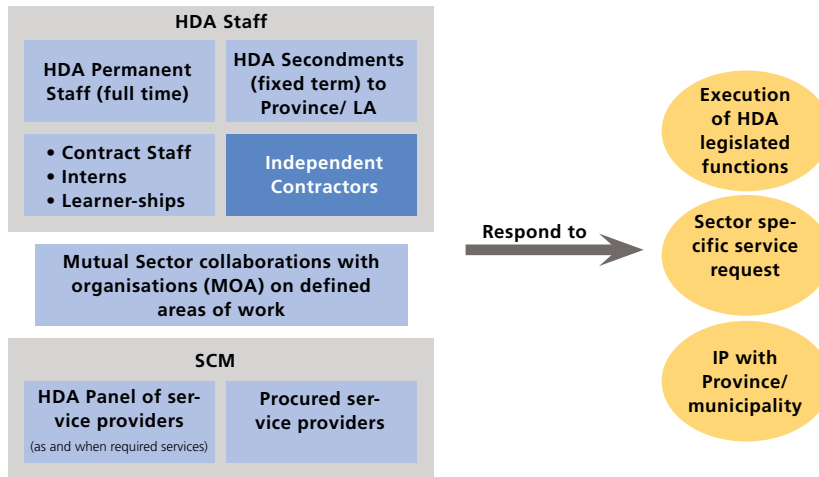 HDA Staff
HDA Permanent
Staff (full time)
HDA Secondments
(fixed term) to
Province/ LA
• Contract Staff
• Interns
• Learner-ships
Independent
Contractors
Mutual Sector collaborations with
organisations (MOA) on defined
areas of work
SCM
HDA Panel of ser-
vice providers
(as and when required services)
Procured ser-
vice providers
Respond to
Execution
of HDA
legislated
functions
Sector spe-
cific service
request
IP with
Province/
municipality